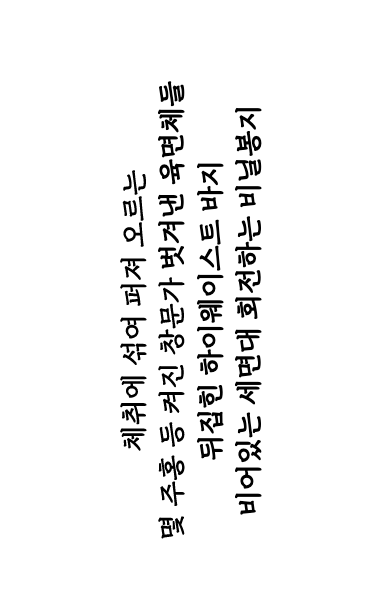 체취에 섞여 퍼져 오르는
몇 주홍 등 켜진 창문가 벗겨낸 육면체들
뒤집힌 하이웨이스트 바지
비어있는 세면대 회전하는 비닐봉지